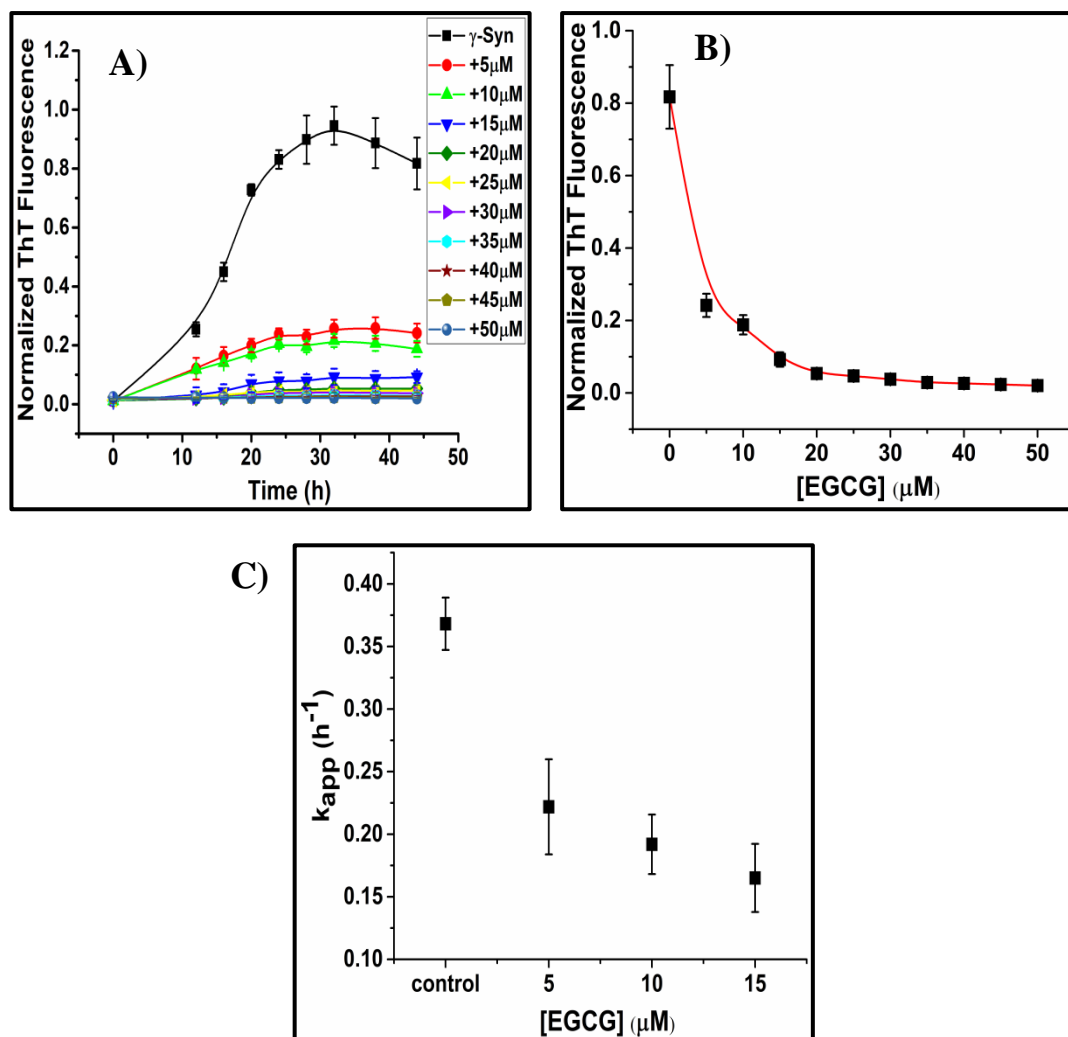 A)
Normalized ThT Fluorescence
1.2
1.0
0.8
0.6
0.4
0.2
0.0
0 10 20 30 40 50
Time (h)
γ-Syn
+5μM
+10μM
+15μM
+20μM
+25μM
+30μM
+35μM
+40μM
+45μM
+50μM
B)
Normalized ThT Fluorescence
1.0
0.8
0.6
0.4
0.2
0.0
0 10 20 30 40 50
[EGCG] (μM)
C)
kapp (h⁻¹)
0.40
0.35
0.30
0.25
0.20
0.15
0.10
control 5 10 15
[EGCG] (μM)